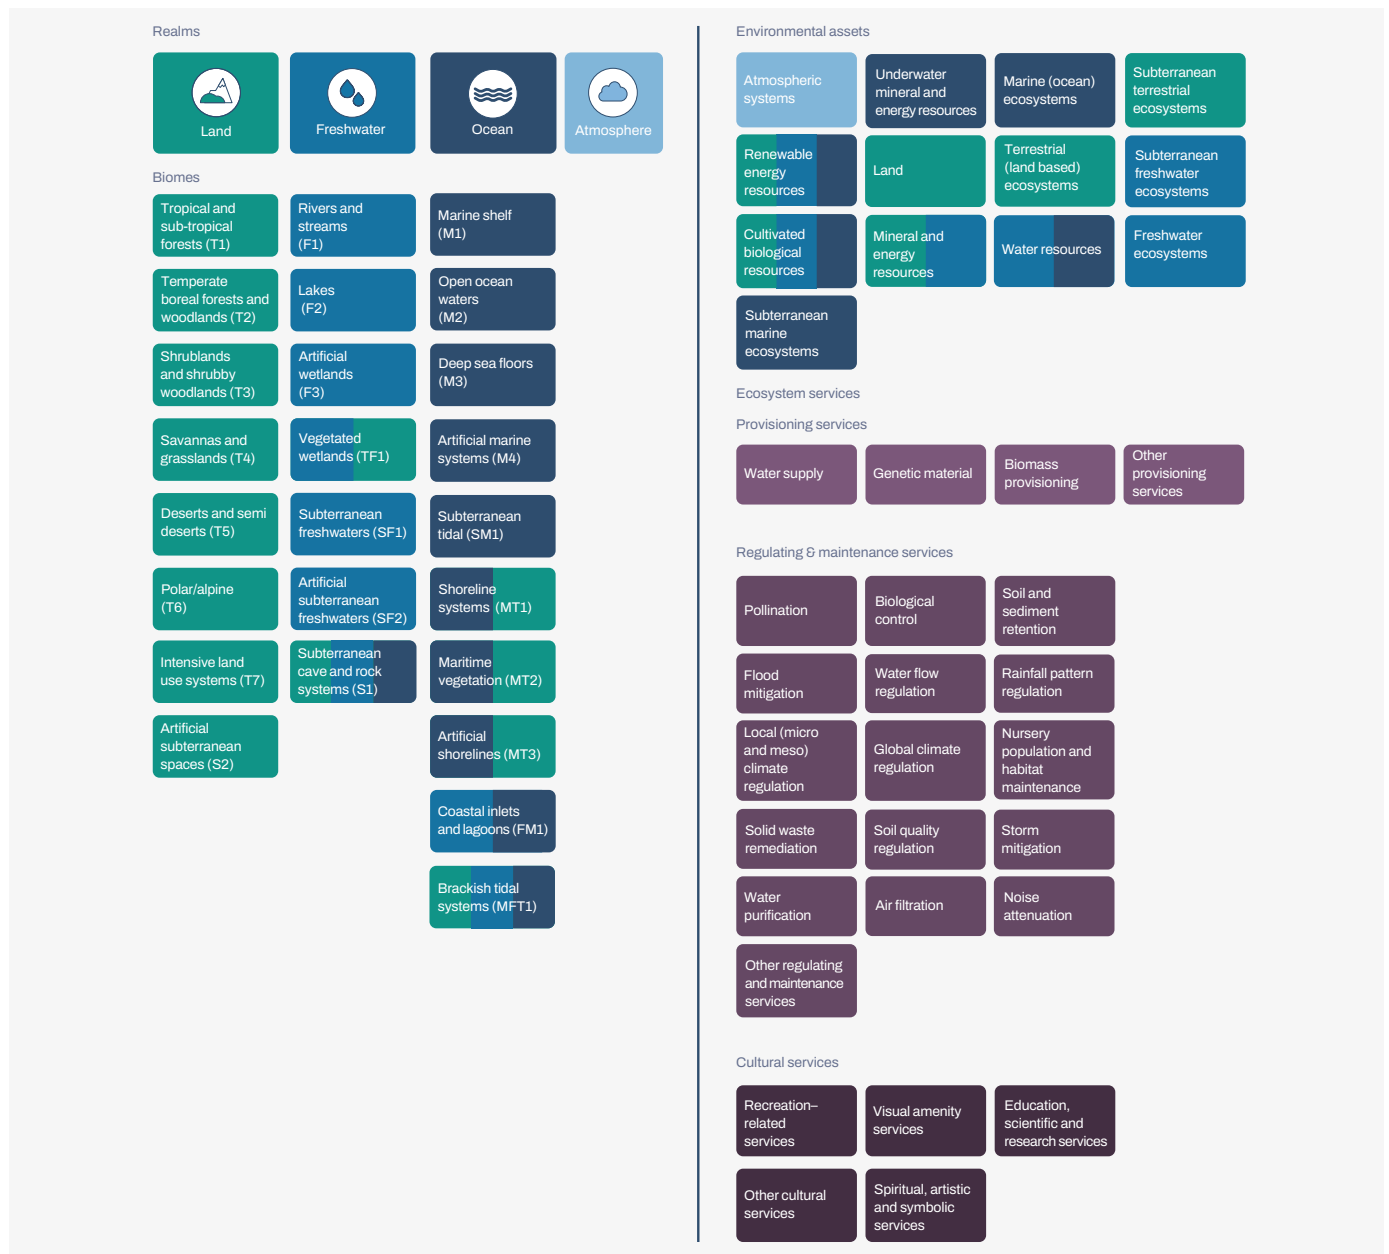 Realms
Land
Freshwater
Ocean
Atmosphere
Biomes
Tropical and
sub-tropical
forests (T1)
Temperate
boreal forests and
woodlands (T2)
Shrublands
and shrubby
woodlands (T3)
Savannas and
grasslands (T4)
Deserts and semi
deserts (T5)
Polar/alpine
(T6)
Intensive land
use systems (T7)
Artificial
subterranean
spaces (S2)
Rivers and
streams
(F1)
Lakes
(F2)
Artificial
wetlands
(F3)
Vegetated
wetlands (TF1)
Subterranean
freshwaters (SF1)
Artificial
subterranean
freshwaters (SF2)
Subterranean
cave and rock
systems (S1)
Marine shelf
(M1)
Open ocean
waters
(M2)
Deep sea floors
(M3)
Artificial marine
systems (M4)
Subterranean
tidal (SM1)
Shoreline
systems (MT1)
Maritime
vegetation (MT2)
Artificial
shorelines (MT3)
Coastal inlets
and lagoons (FM1)
Brackish tidal
systems (MFT1)
Environmental assets
Atmospheric
systems
Underwater
mineral and
energy resources
Marine (ocean)
ecosystems
Subterranean
terrestrial
ecosystems
Renewable
energy
resources
Land
Terrestrial
(land based)
ecosystems
Subterranean
freshwater
ecosystems
Cultivated
biological
resources
Mineral and
energy
resources
Water resources
Freshwater
ecosystems
Subterranean
marine
ecosystems
Ecosystem services
Provisioning services
Water supply
Genetic material
Biomass
provisioning
Other
provisioning
services
Regulating & maintenance services
Pollination
Biological
control
Soil and
sediment
retention
Flood
mitigation
Water flow
regulation
Rainfall pattern
regulation
Local (micro
and meso)
climate
regulation
Global climate
regulation
Nursery
population and
habitat
maintenance
Solid waste
remediation
Soil quality
regulation
Storm
mitigation
Water
purification
Air filtration
Noise
attenuation
Other regulating
and maintenance
services
Cultural services
Recreation–
related
services
Visual amenity
services
Education,
scientific and
research services
Other cultural
services
Spiritual, artistic
and symbolic
services